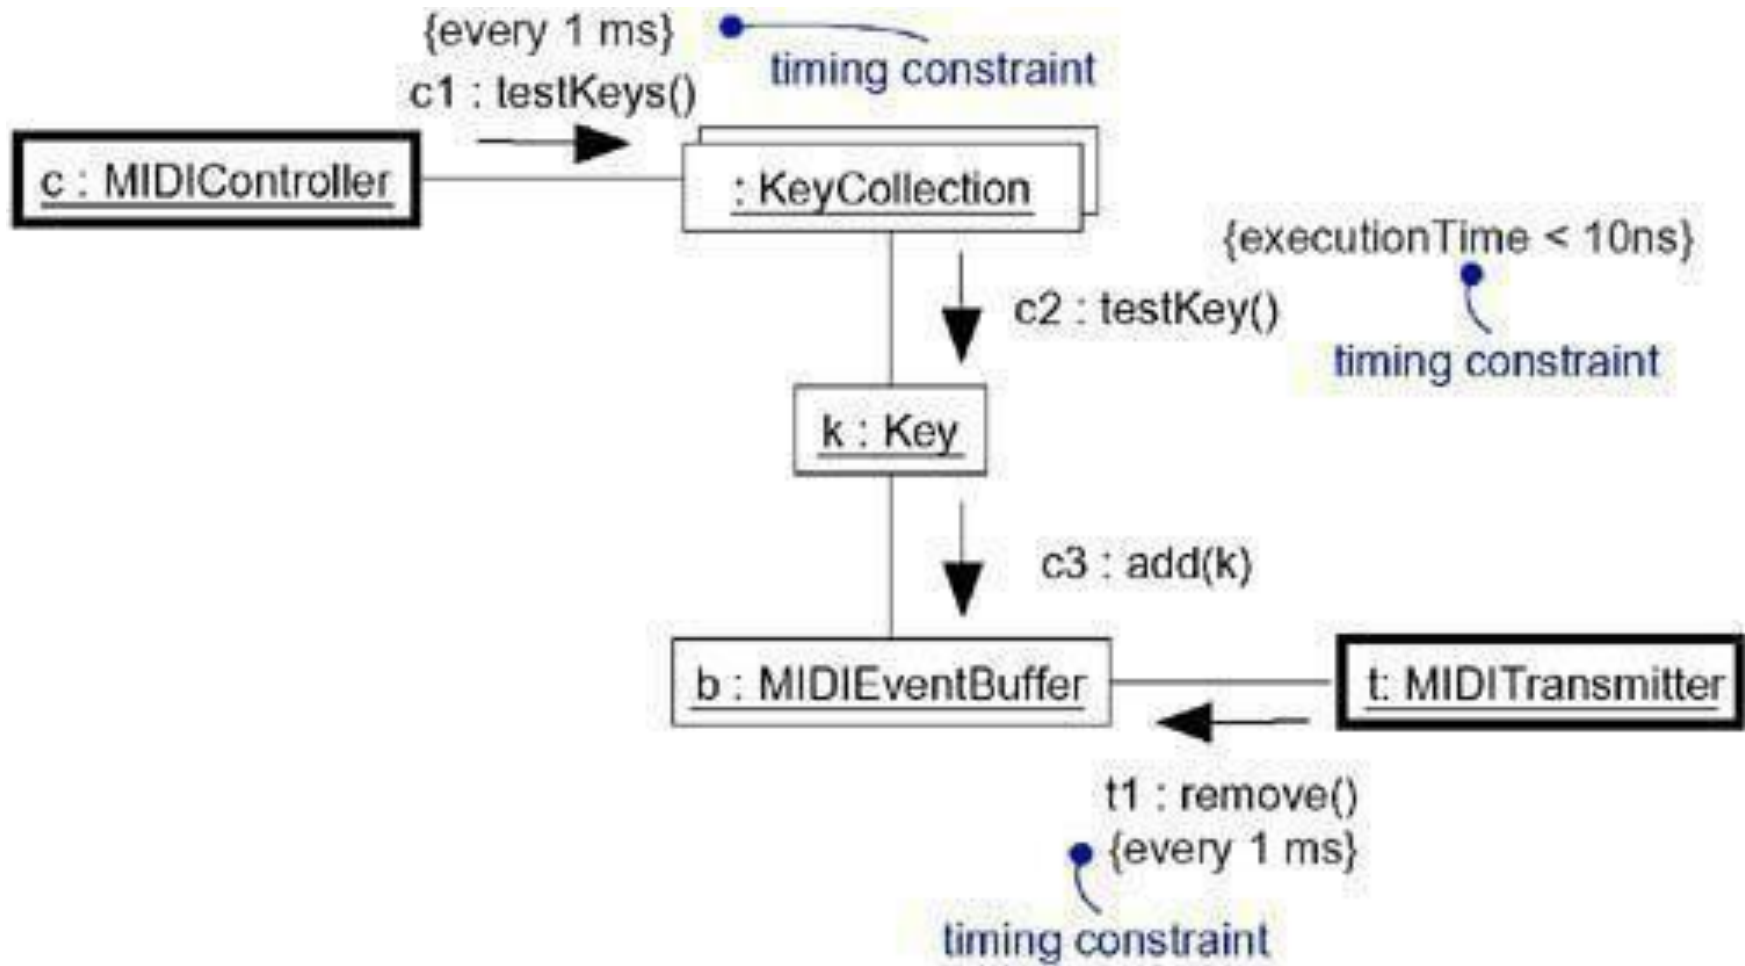 {every 1 ms}
timing constraint
c1 : testKeys()
c : MIDIController
: KeyCollection
{executionTime < 10ns}
c2 : testKey()
timing constraint
k : Key
c3 : add(k)
b : MIDIEventBuffer
t: MIDITransmitter
t1 : remove()
{every 1 ms}
timing constraint